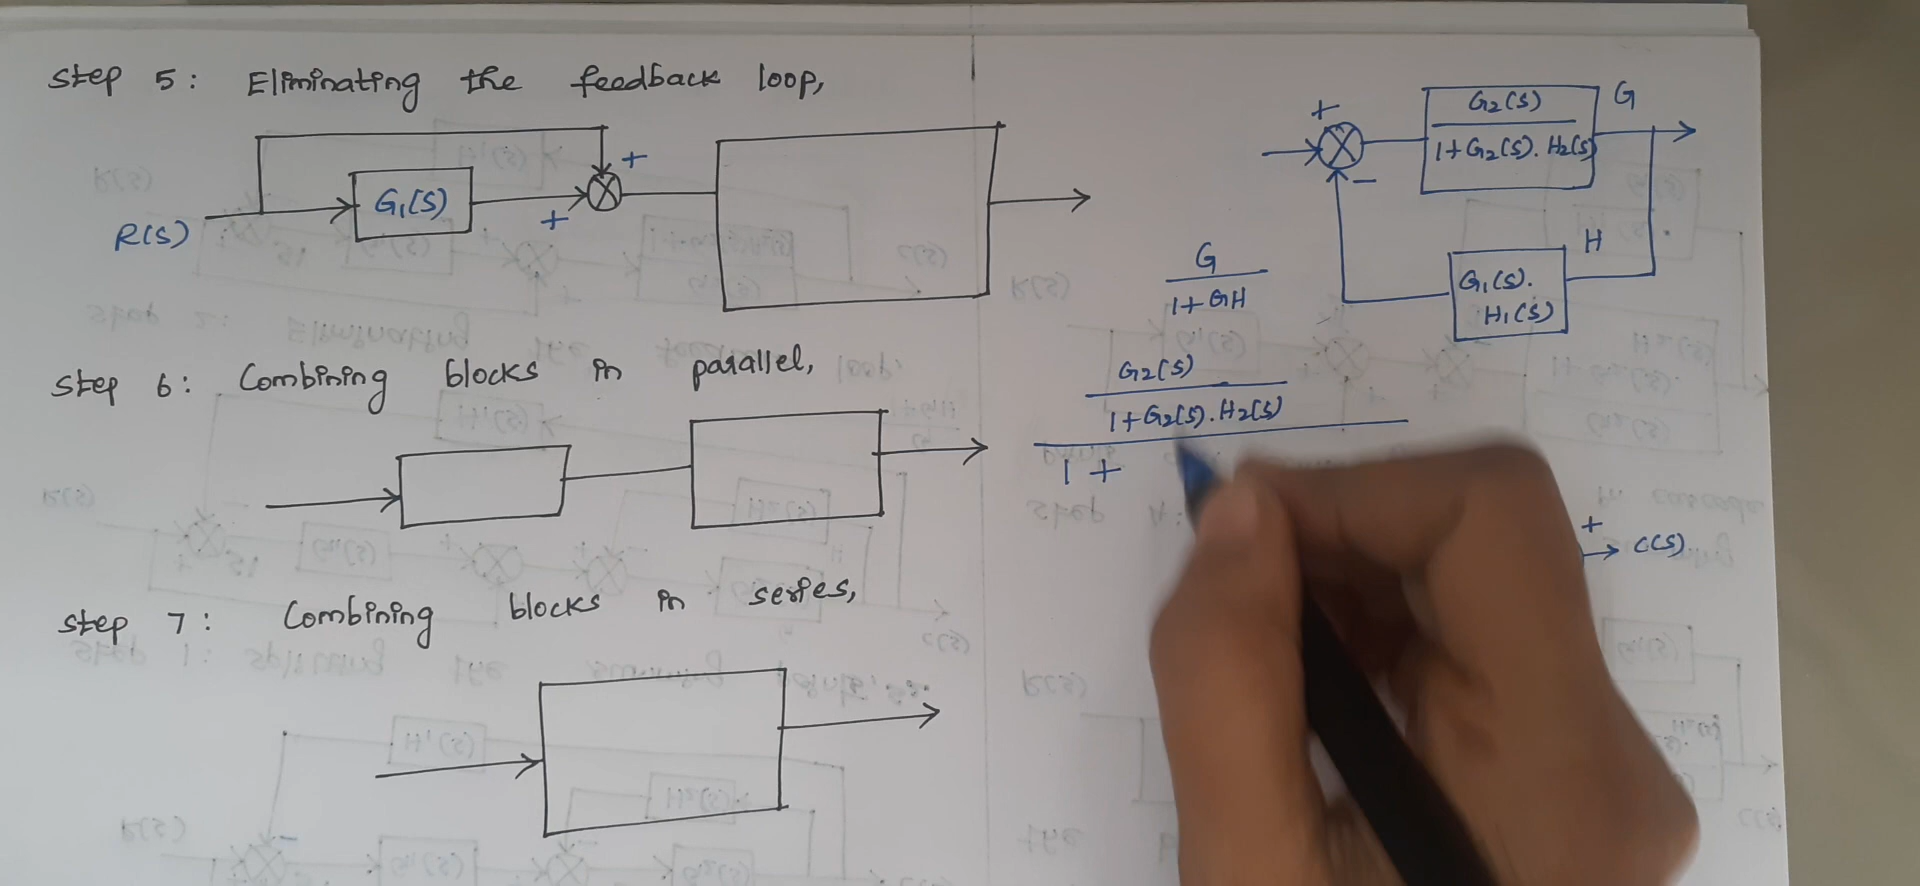 Step 5: Eliminating the feedback loop,
R(S)
G1(S)
+
+
+
-
G2(S)
1+G2(S).H2(S)
G
H
G1(S).
H1(S)
G
1+GH
Step 6: Combining blocks in parallel,
G2(S)
1+G2(S).H2(S)
1+
+
C(S)
Step 7: Combining blocks in series,